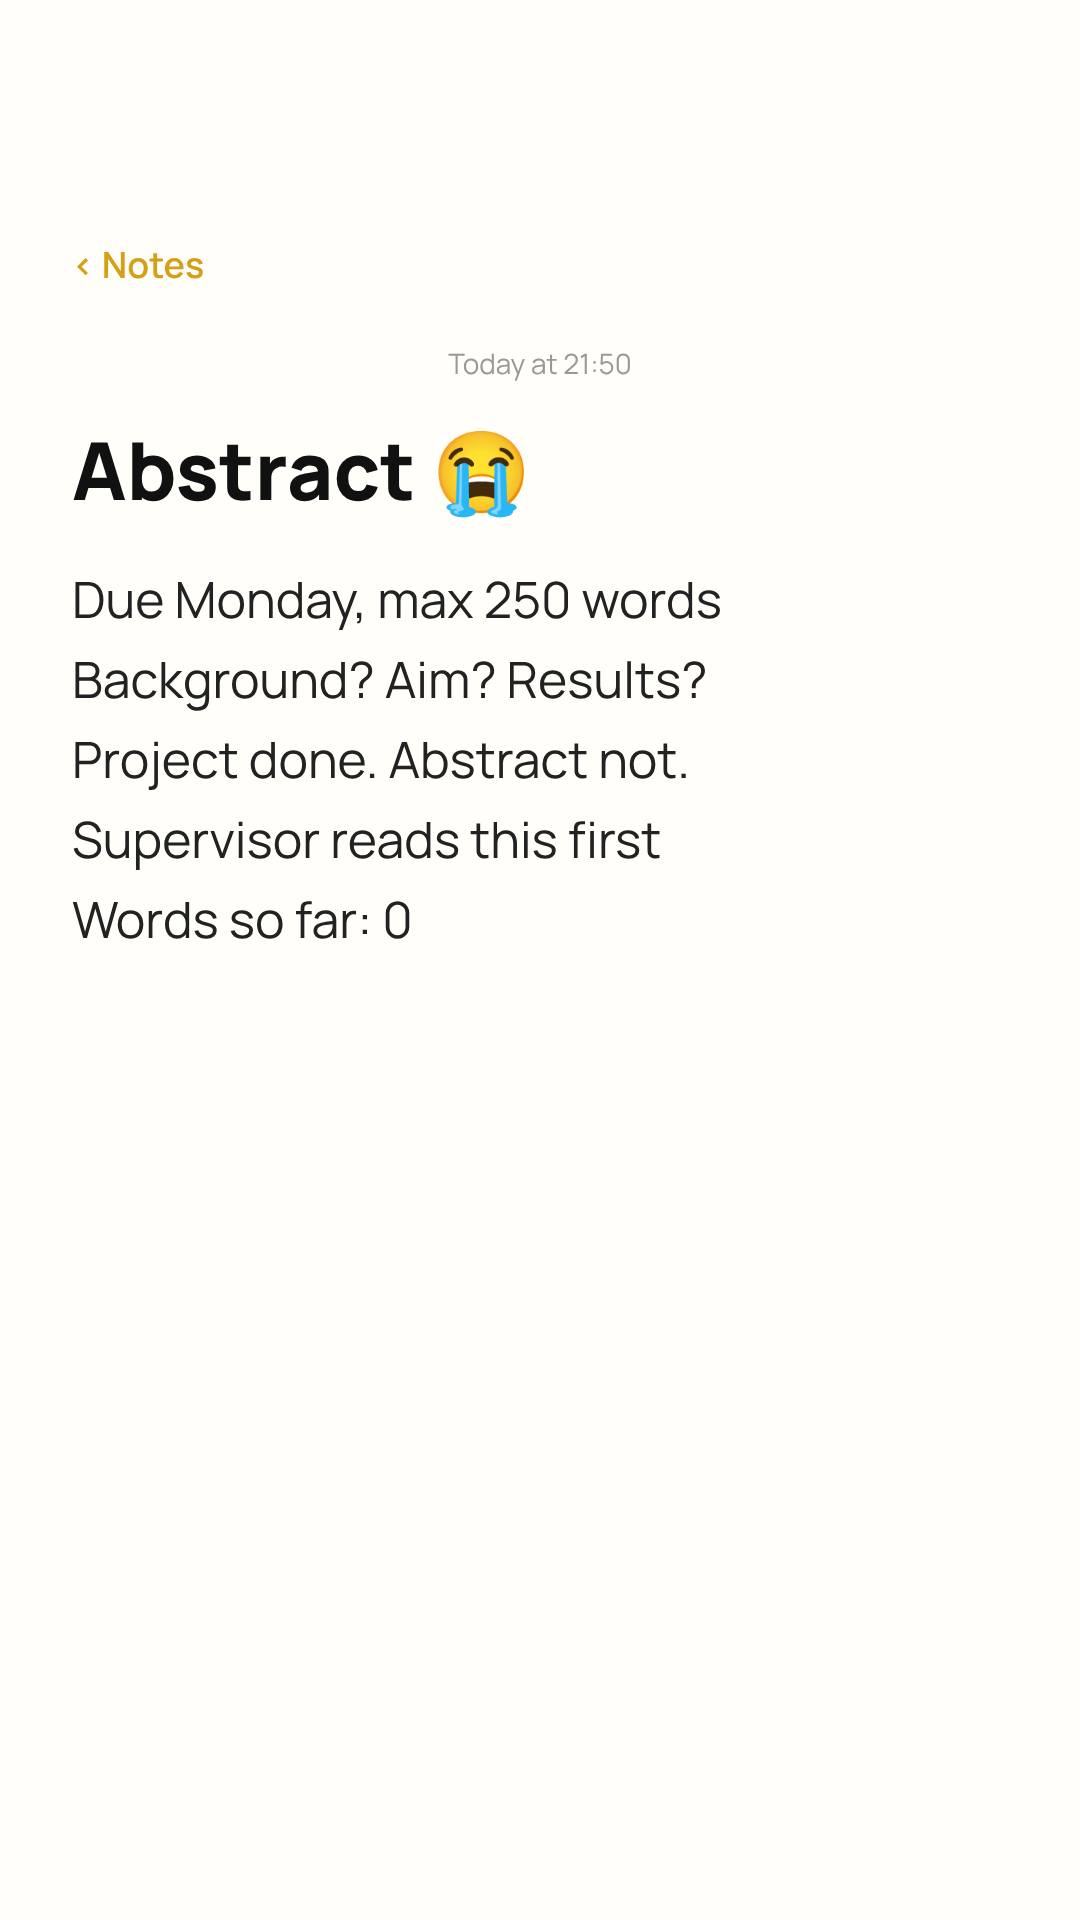 ‹ Notes
Today at 21:50
Abstract 😭
Due Monday, max 250 words
Background? Aim? Results?
Project done. Abstract not.
Supervisor reads this first
Words so far: 0